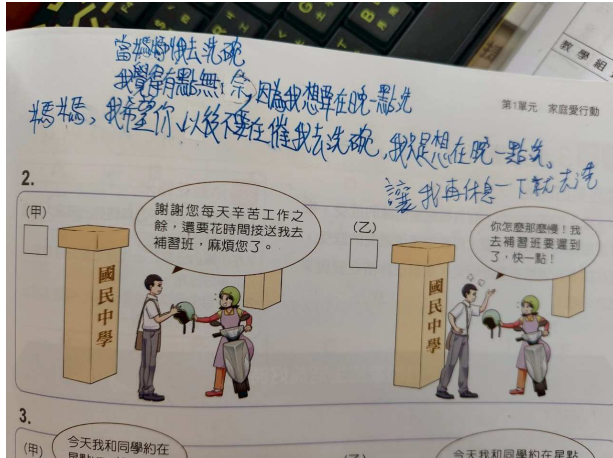 教學組
第1單元 家庭愛行動
當媽媽催我去洗碗
我覺得有點無奈,因為我想要在晚一點洗
媽媽,我希望你以後不要在催我去洗碗,我只是想在晚一點洗。
讓我再休息一下就去洗
2.
(甲)
謝謝您每天辛苦工作之
餘,還要花時間接送我去
補習班,麻煩您了。
國民中學
(乙)
你怎麼那麼慢!我
去補習班要遲到
了,快一點!
國民中學
3.
(甲)
今天我和同學約在
今天我和同學約在星點